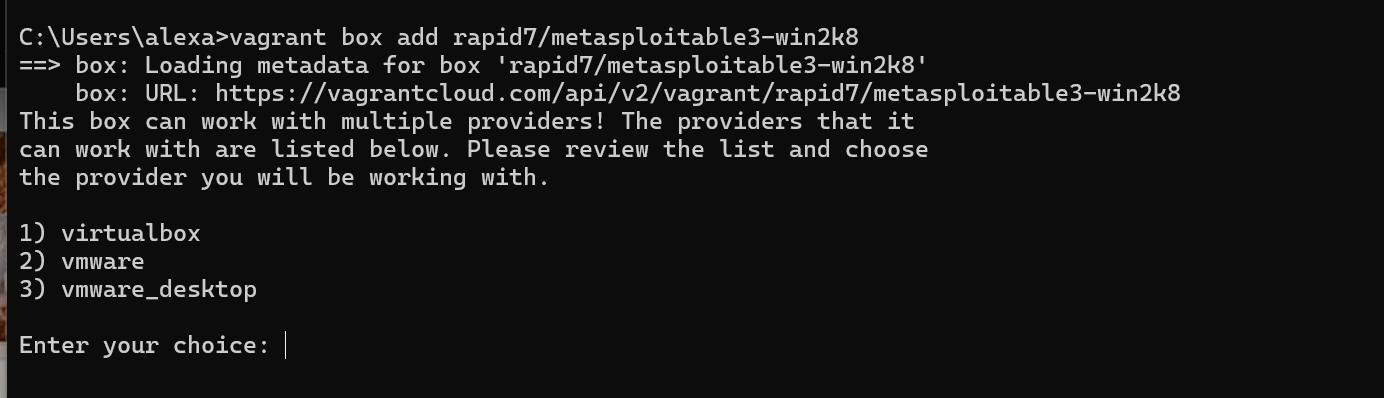 C:\Users\alexa>vagrant box add rapid7/metasploitable3-win2k8
==> box: Loading metadata for box 'rapid7/metasploitable3-win2k8'
    box: URL: https://vagrantcloud.com/api/v2/vagrant/rapid7/metasploitable3-win2k8
This box can work with multiple providers! The providers that it
can work with are listed below. Please review the list and choose
the provider you will be working with.

1) virtualbox
2) vmware
3) vmware_desktop

Enter your choice: